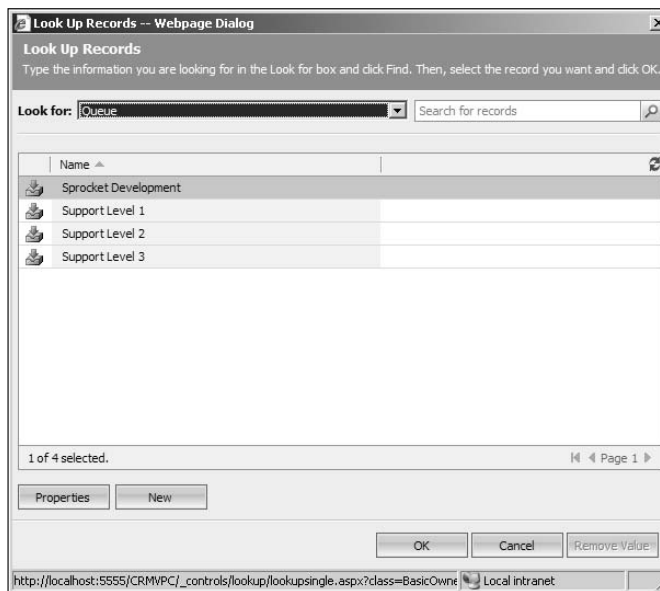 Look Up Records -- Webpage Dialog
Look Up Records
Type the information you are looking for in the Look for box and click Find. Then, select the record you want and click OK.
Look for: Queue Search for records
Name
Sprocket Development
Support Level 1
Support Level 2
Support Level 3
1 of 4 selected. Page 1
Properties New
OK Cancel Remove Value
http://localhost:5555/CRMVPC/_controls/lookup/lookupsingle.aspx?class=BasicOwne Local intranet